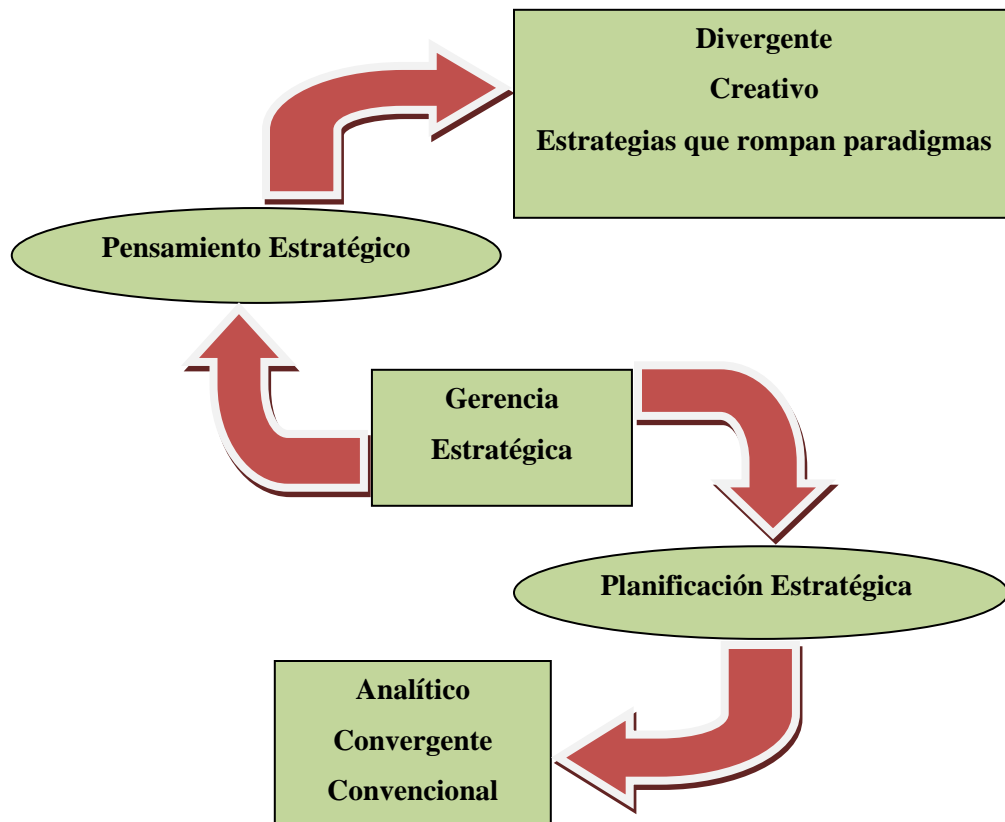 Divergente
Creativo
Estrategias que rompan paradigmas
Pensamiento Estratégico
Gerencia
Estratégica
Planificación Estratégica
Analítico
Convergente
Convencional